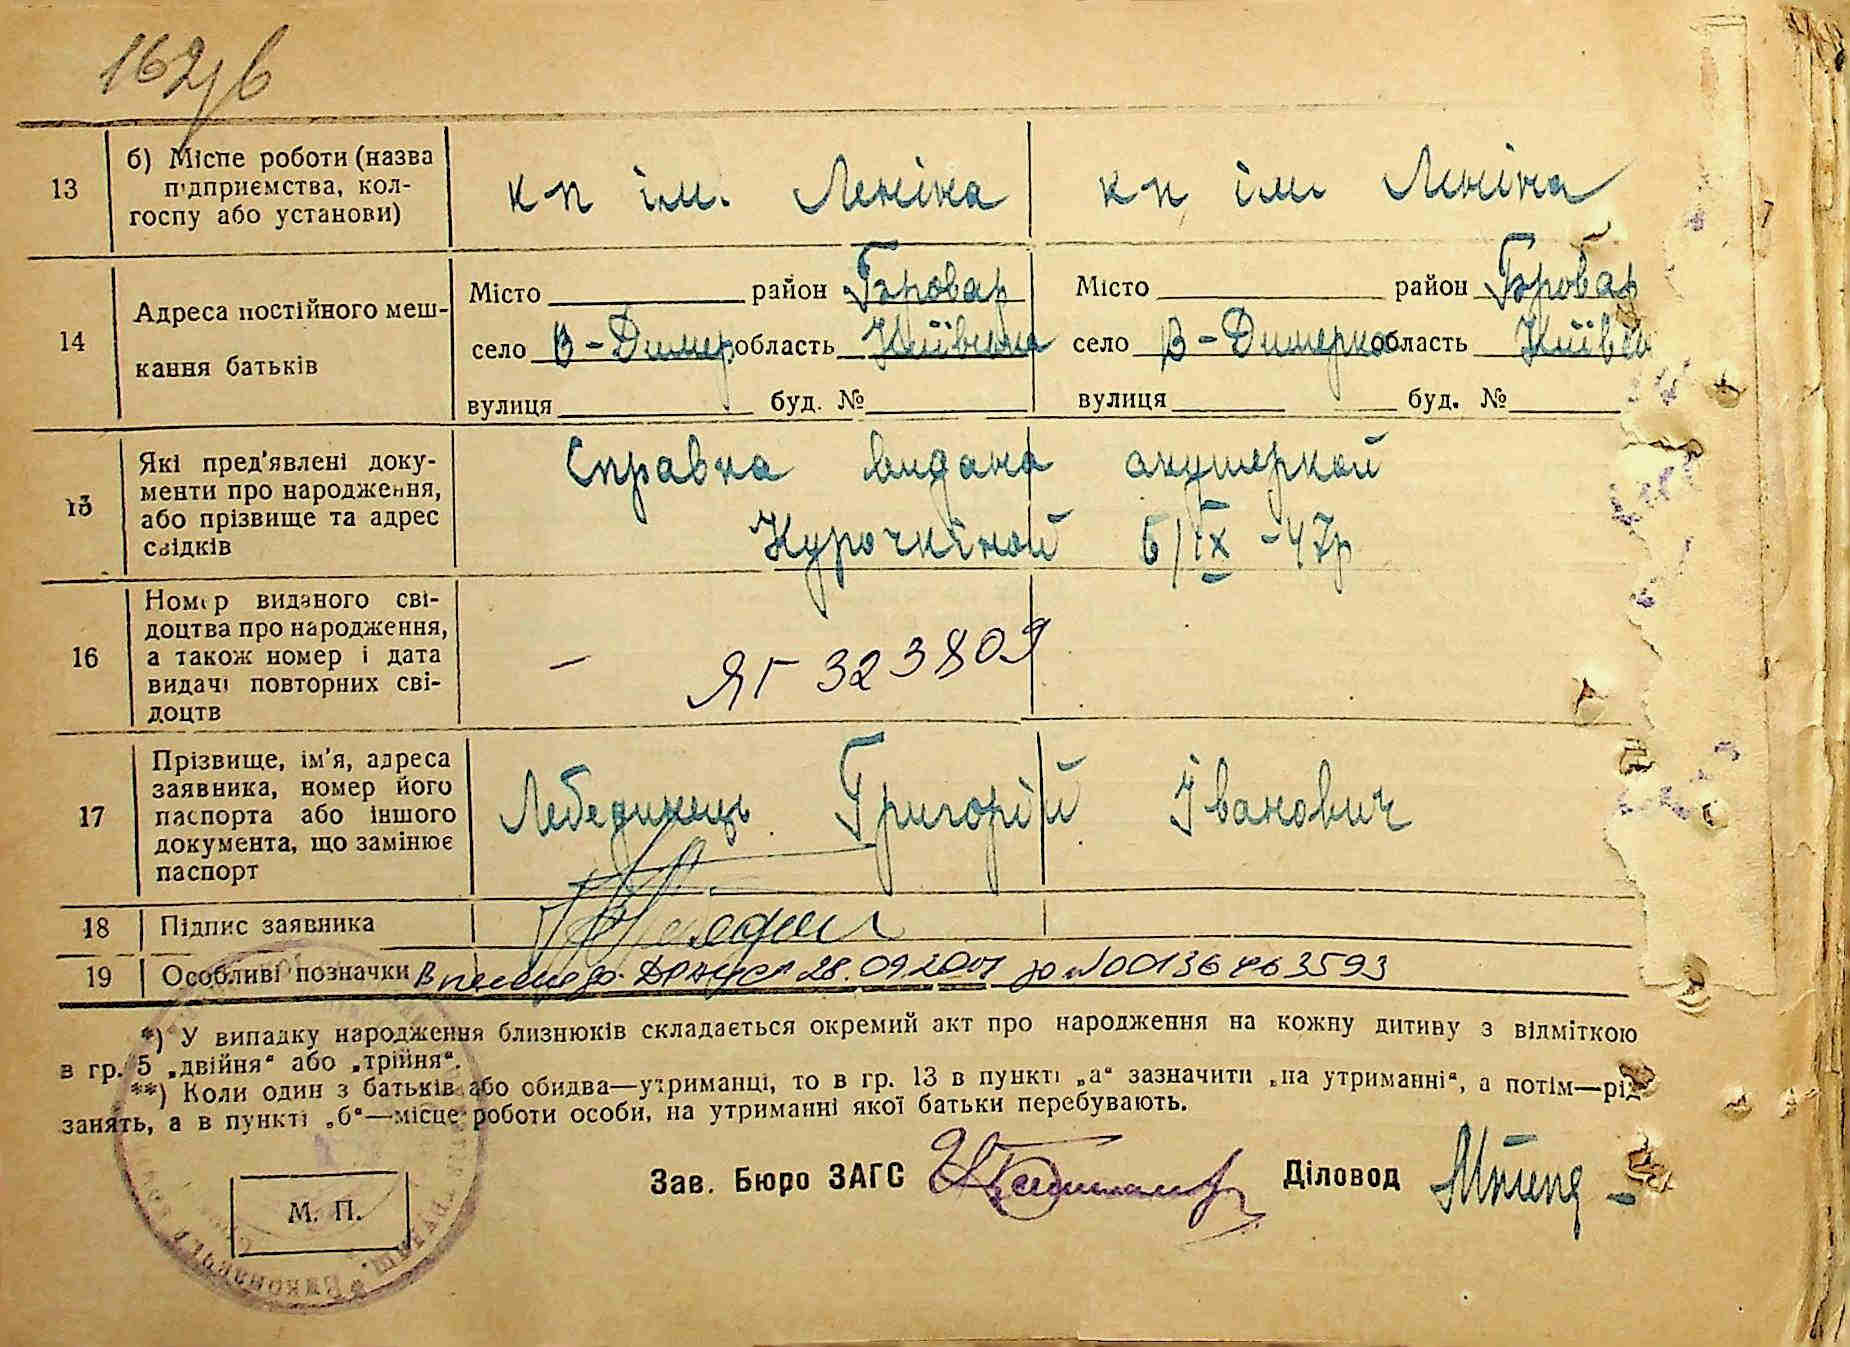 162 б
13 б) Місце роботи (назва
підприємства, кол-
госпу або установи)
к-п ім. Леніна к-п ім Леніна
14 Адреса постійного меш-
кання батьків
Місто район Бровар Місто район Бровар
село В-Димер область Київська село В-Димерка область Київсь
вулиця буд. № вулиця буд. №
15 Які пред'явлені доку-
менти про народження,
або прізвище та адрес
свідків
Справка видана акушеркой
Курочкіной 5/ІХ -47р
16 Номер виданого сві-
доцтва про народження,
а також номер і дата
видачі повторних сві-
доцтв
– ЯГ 323809
17 Прізвище, ім'я, адреса
заявника, номер його
паспорта або іншого
документа, що замінює
паспорт
Лебединець Григорій Іванович
18 Підпис заявника
19 Особливі позначки 28.09.2007 №00136463593
*) У випадку народження близнюків складається окремий акт про народження на кожну дитину з відміткою
в гр. 5 „двійня“ або „трійня“.
**) Коли один з батьків або обидва—утриманці, то в гр. 13 в пункті „а“ зазначити „на утриманні“, а потім—рід
занять, а в пункті „б“—місце роботи особи, на утриманні якої батьки перебувають.
Зав. Бюро ЗАГС Діловод
М. П.